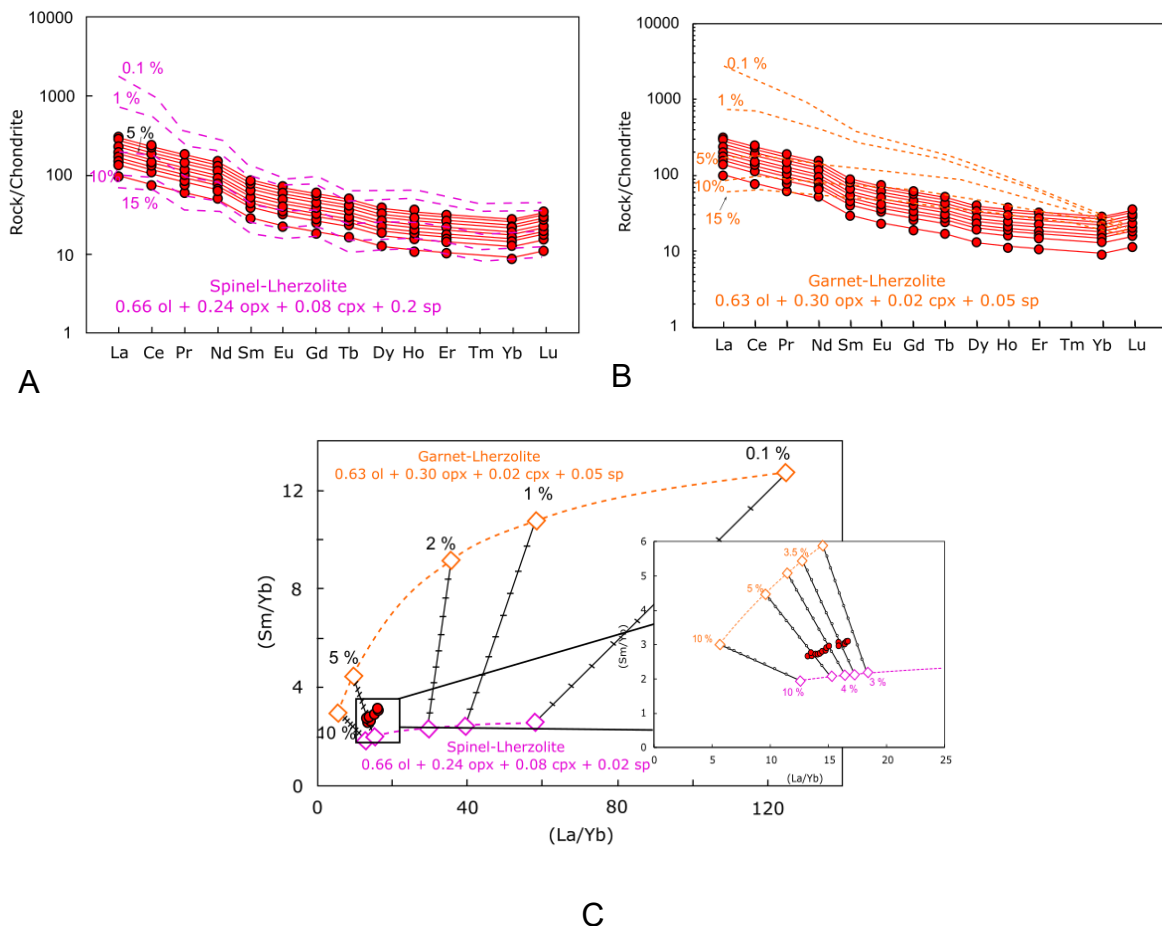 10000
1000
100
10
1
Rock/Chondrite
0.1 %
1 %
5 %
10%
15 %
Spinel-Lherzolite
0.66 ol + 0.24 opx + 0.08 cpx + 0.2 sp
La Ce Pr Nd Sm Eu Gd Tb Dy Ho Er Tm Yb Lu
A
10000
1000
100
10
1
Rock/Chondrite
0.1 %
1 %
5%
10 %
15 %
Garnet-Lherzolite
0.63 ol + 0.30 opx + 0.02 cpx + 0.05 sp
La Ce Pr Nd Sm Eu Gd Tb Dy Ho Er Tm Yb Lu
B
Garnet-Lherzolite
0.63 ol + 0.30 opx + 0.02 cpx + 0.05 sp
0.1 %
1 %
2 %
5 %
10 %
12
8
4
0
(Sm/Yb)
Spinel-Lherzolite
0.66 ol + 0.24 opx + 0.08 cpx + 0.02 sp
0 40 80 120
(La/Yb)
6
5
4
3
2
1
0
(Sm/Yb)
3.5 %
5 %
10 %
10 %
4 %
3 %
0 5 10 15 20 25
(La/Yb)
C